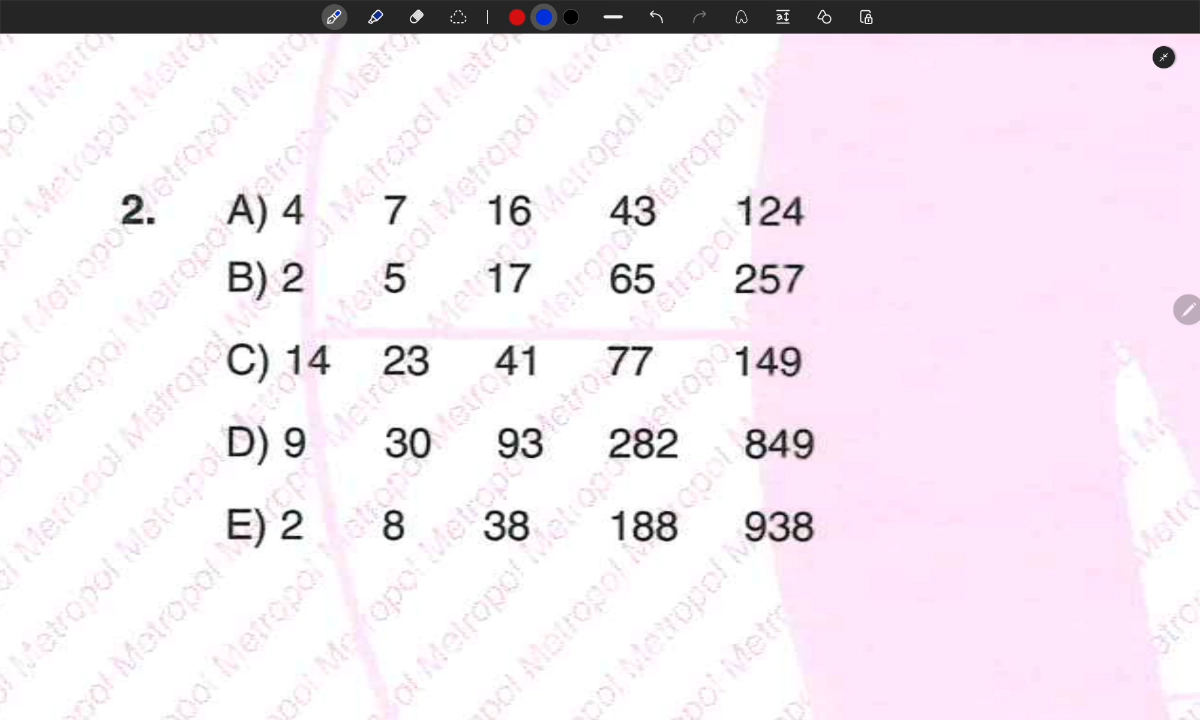 2. A) 4 7 16 43 124
B) 2 5 17 65 257
C) 14 23 41 77 149
D) 9 30 93 282 849
E) 2 8 38 188 938